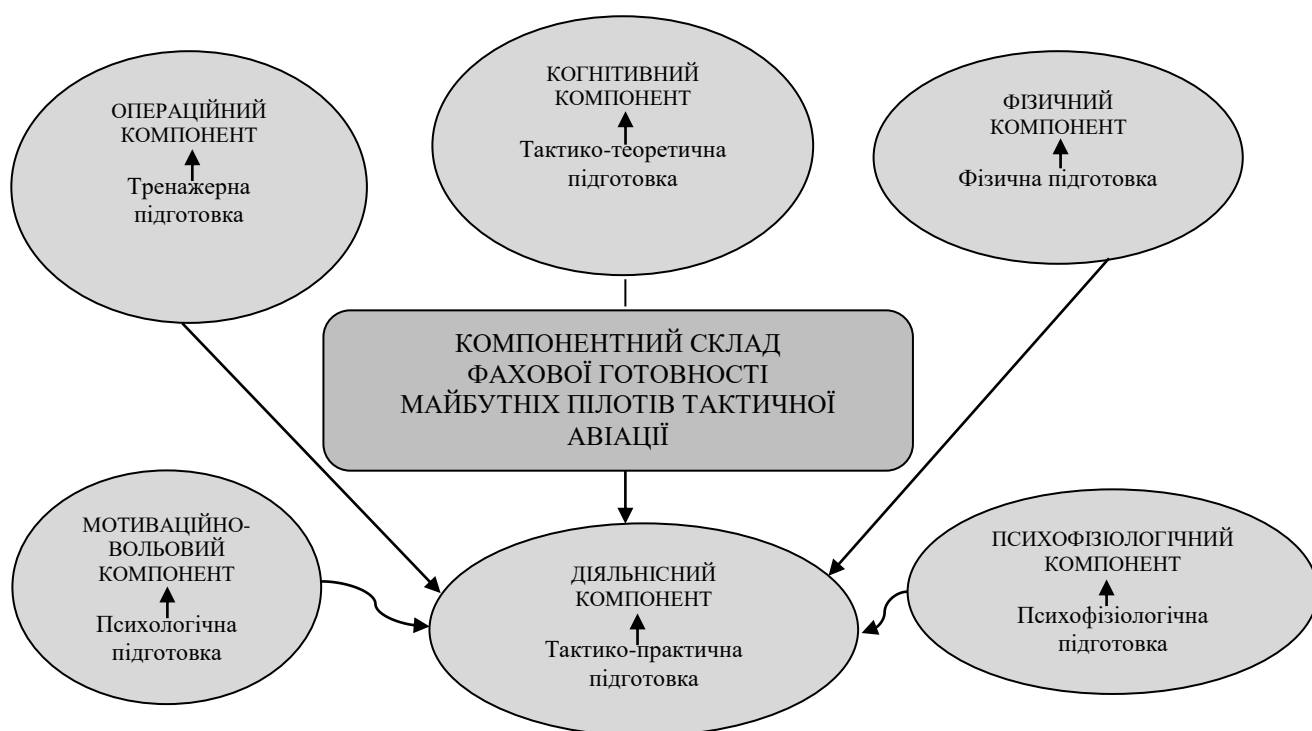 ОПЕРАЦІЙНИЙ
КОМПОНЕНТ
Тренажерна
підготовка
КОГНІТИВНИЙ
КОМПОНЕНТ
Тактико-теоретична
підготовка
ФІЗИЧНИЙ
КОМПОНЕНТ
Фізична підготовка
КОМПОНЕНТНИЙ СКЛАД
ФАХОВОЇ ГОТОВНОСТІ
МАЙБУТНІХ ПІЛОТІВ ТАКТИЧНОЇ
АВІАЦІЇ
МОТИВАЦІЙНО-
ВОЛЬОВИЙ
КОМПОНЕНТ
Психологічна
підготовка
ДІЯЛЬНІСНИЙ
КОМПОНЕНТ
Тактико-практична
підготовка
ПСИХОФІЗІОЛОГІЧНИЙ
КОМПОНЕНТ
Психофізіологічна
підготовка